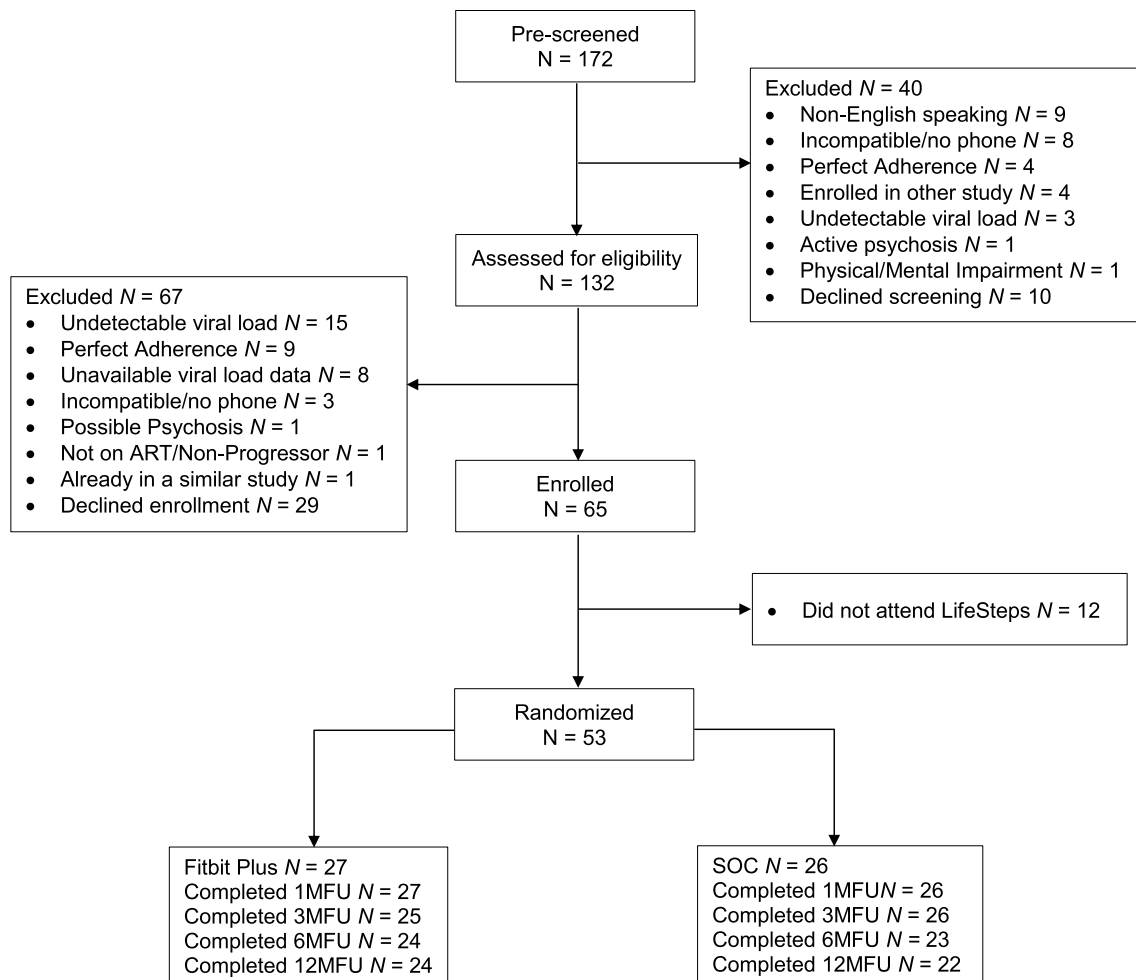 Pre-screened
N = 172
Excluded N = 40
• Non-English speaking N = 9
• Incompatible/no phone N = 8
• Perfect Adherence N = 4
• Enrolled in other study N = 4
• Undetectable viral load N = 3
• Active psychosis N = 1
• Physical/Mental Impairment N = 1
• Declined screening N = 10
Assessed for eligibility
N = 132
Excluded N = 67
• Undetectable viral load N = 15
• Perfect Adherence N = 9
• Unavailable viral load data N = 8
• Incompatible/no phone N = 3
• Possible Psychosis N = 1
• Not on ART/Non-Progressor N = 1
• Already in a similar study N = 1
• Declined enrollment N = 29
Enrolled
N = 65
• Did not attend LifeSteps N = 12
Randomized
N = 53
Fitbit Plus N = 27
Completed 1MFU N = 27
Completed 3MFU N = 25
Completed 6MFU N = 24
Completed 12MFU N = 24
SOC N = 26
Completed 1MFUN = 26
Completed 3MFU N = 26
Completed 6MFU N = 23
Completed 12MFU N = 22